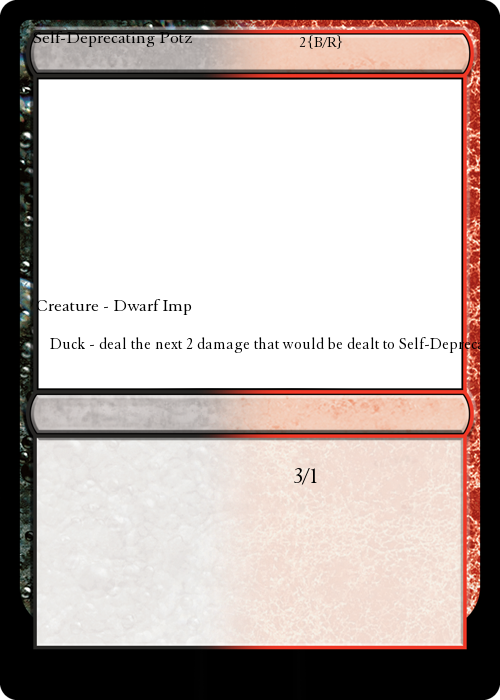 Self-Deprecating Potz
2{B/R}
Creature - Dwarf Imp
Duck - deal the next 2 damage that would be dealt to Self-Deprec
3/1